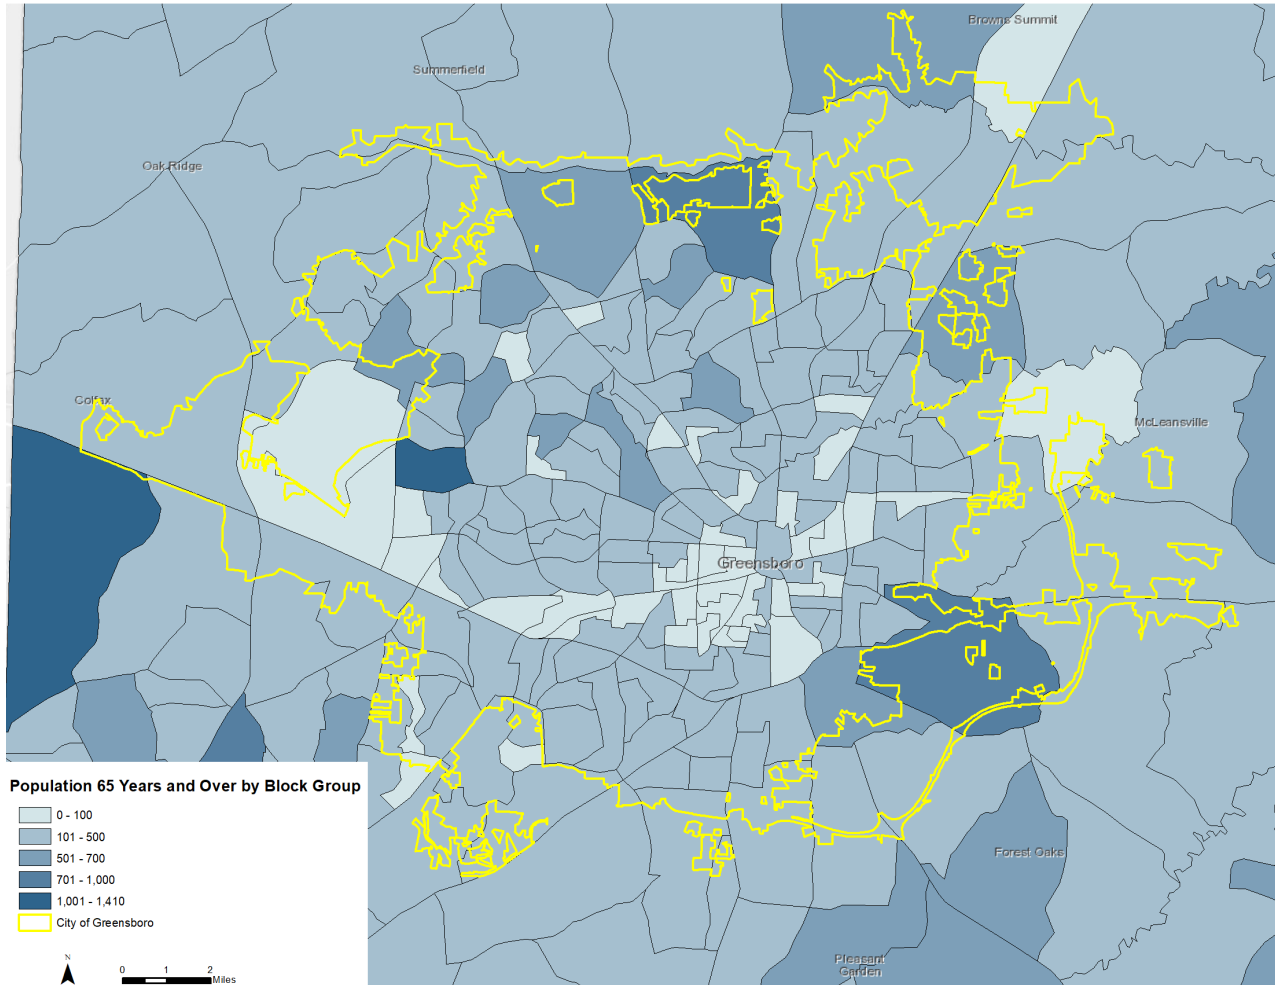 Browns Summit
Summerfield
Oak Ridge
Colfax
McLeansville
Greensboro
Forest Oaks
Pleasant
Garden
Population 65 Years and Over by Block Group
0 - 100
101 - 500
501 - 700
701 - 1,000
1,001 - 1,410
City of Greensboro
N
0 1 2
Miles